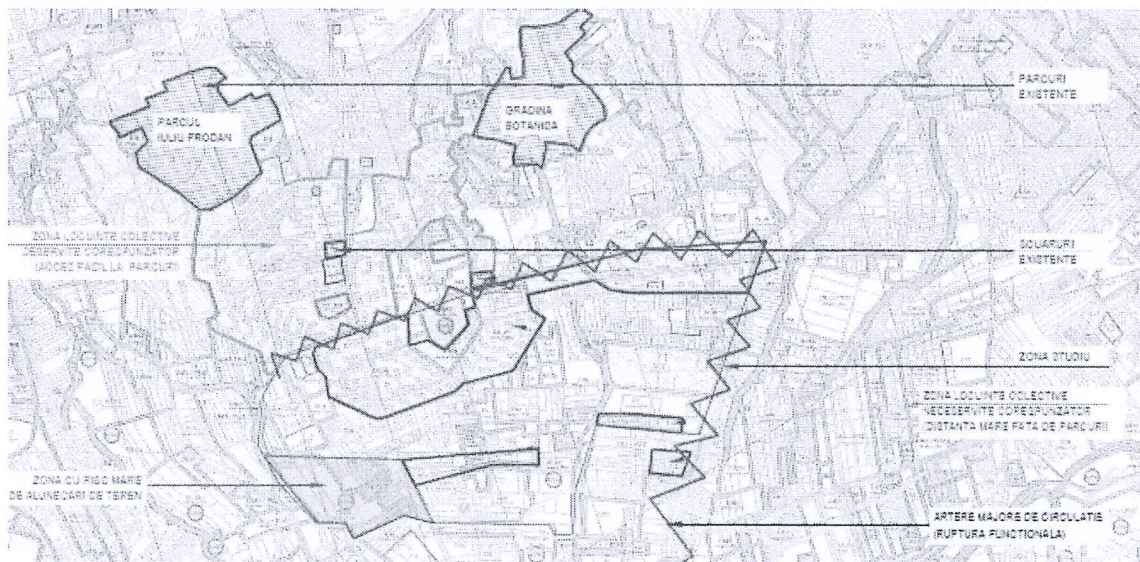 PARCURI
EXISTENTE
PARCUL
IULIU PRODAN
GRADINA
BOTANICA
ZONA LOCUINTE COLECTIVE
DESERVITE CORESPUNZATOR
(ACCES FACIL LA PARCURI)
SCUARURI
EXISTENTE
ZONA STUDIU
ZONA LOCUINTE COLECTIVE
NEDESERVITE CORESPUNZATOR
(DISTANTA MARE FATA DE PARCURI)
ZONA CU RISC MARE
DE ALUNECARI DE TEREN
ARTERE MAJORE DE CIRCULATIE
(RUPTURA FUNCTIONALA)